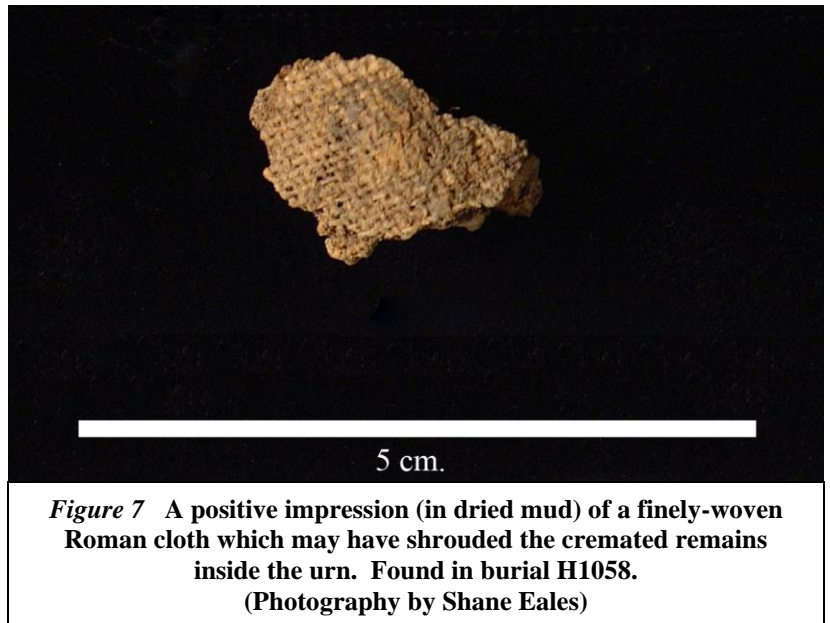 5 cm.
Figure 7 A positive impression (in dried mud) of a finely-woven
Roman cloth which may have shrouded the cremated remains
inside the urn. Found in burial H1058.
(Photography by Shane Eales)